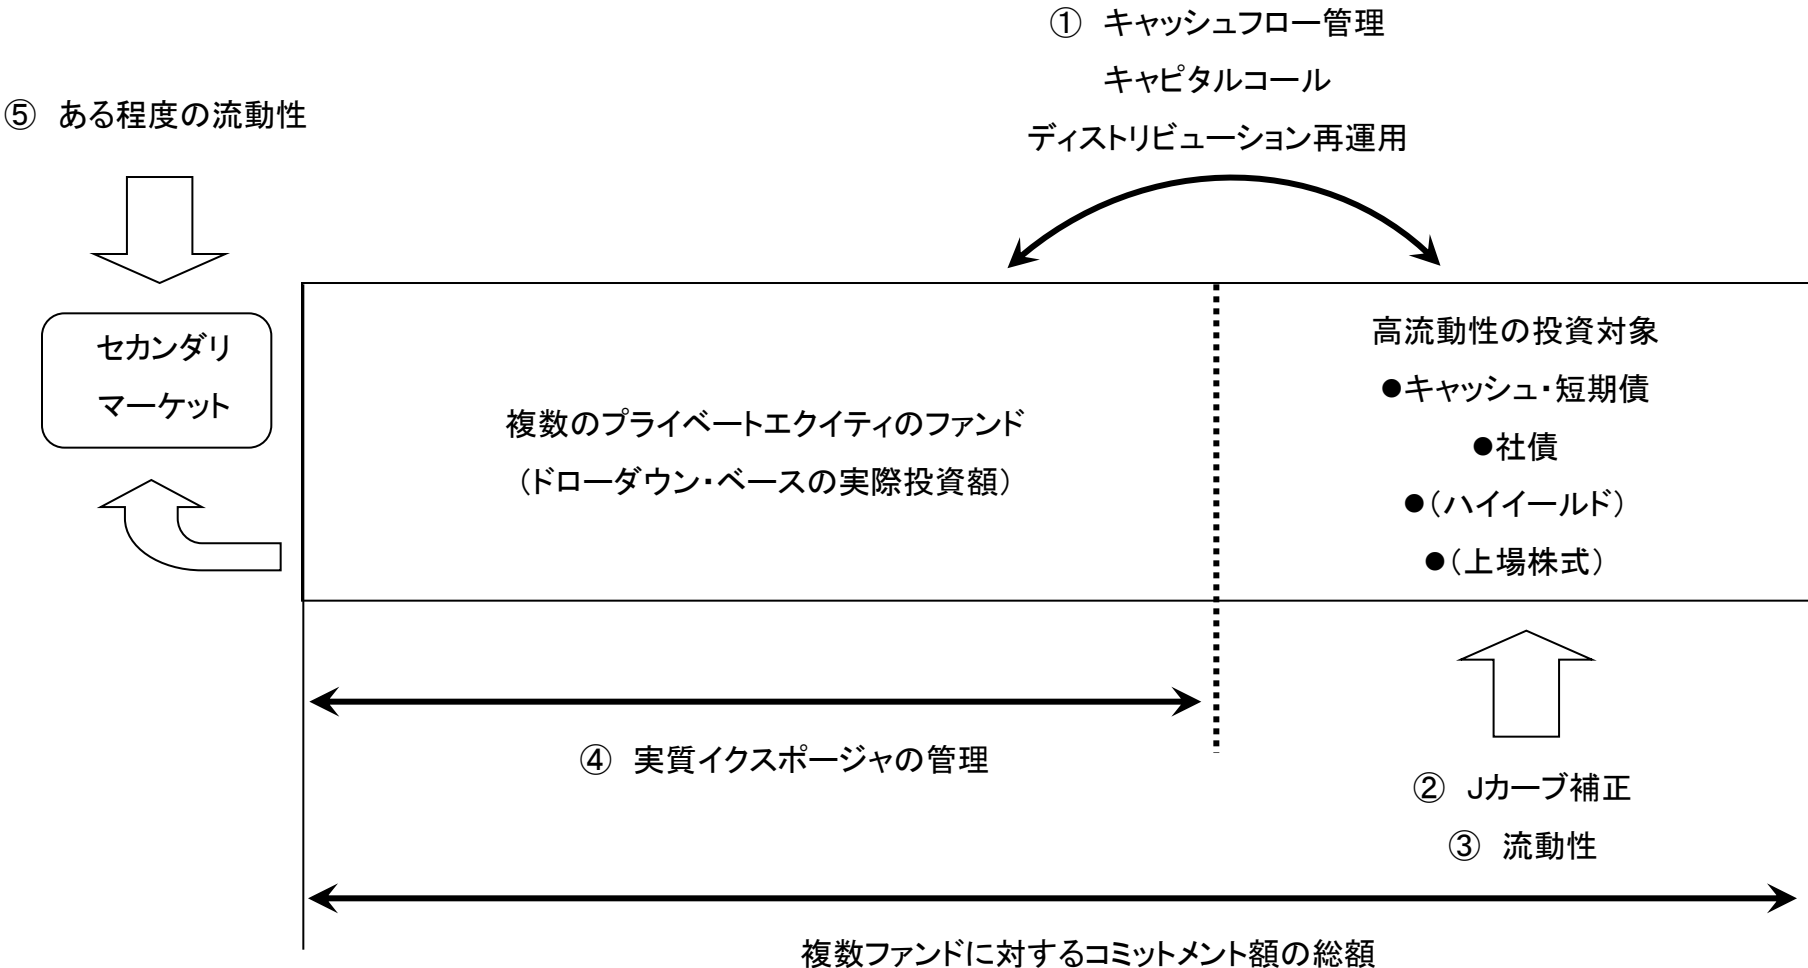 ① キャッシュフロー管理
キャピタルコール
ディストリビューション再運用
⑤ ある程度の流動性
セカンダリ
マーケット
複数のプライベートエクイティのファンド
（ドローダウン・ベースの実際投資額）
高流動性の投資対象
●キャッシュ・短期債
●社債
●（ハイイールド）
●（上場株式）
④ 実質イクスポージャの管理
② Jカーブ補正
③ 流動性
複数ファンドに対するコミットメント額の総額